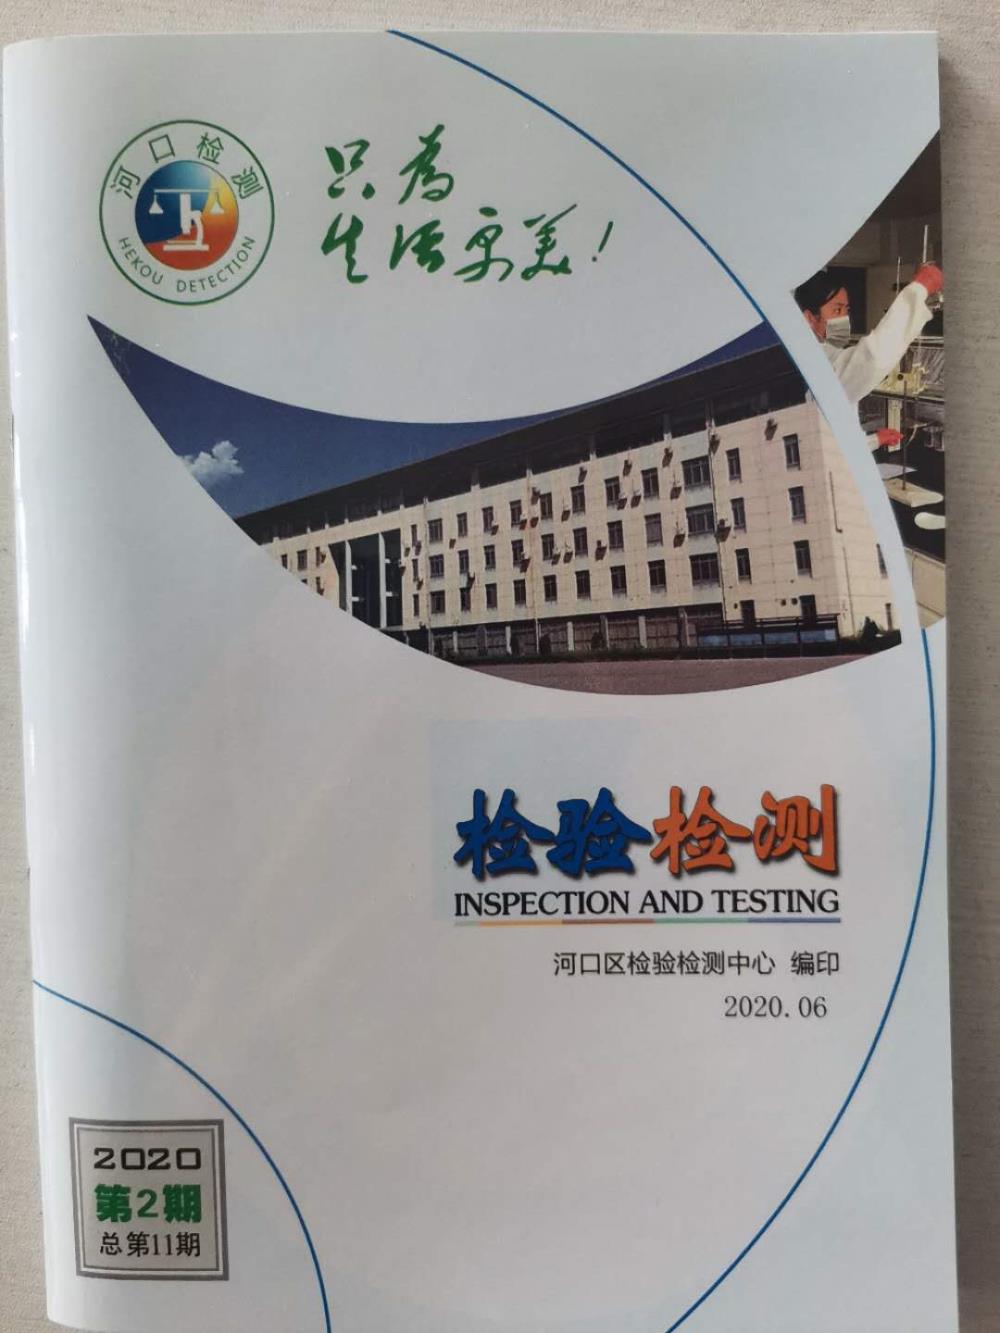 河口检测
HEKOU DETECTION
只为
生活更美!
检验检测
INSPECTION AND TESTING
河口区检验检测中心 编印
2020.06
2020
第2期
总第11期